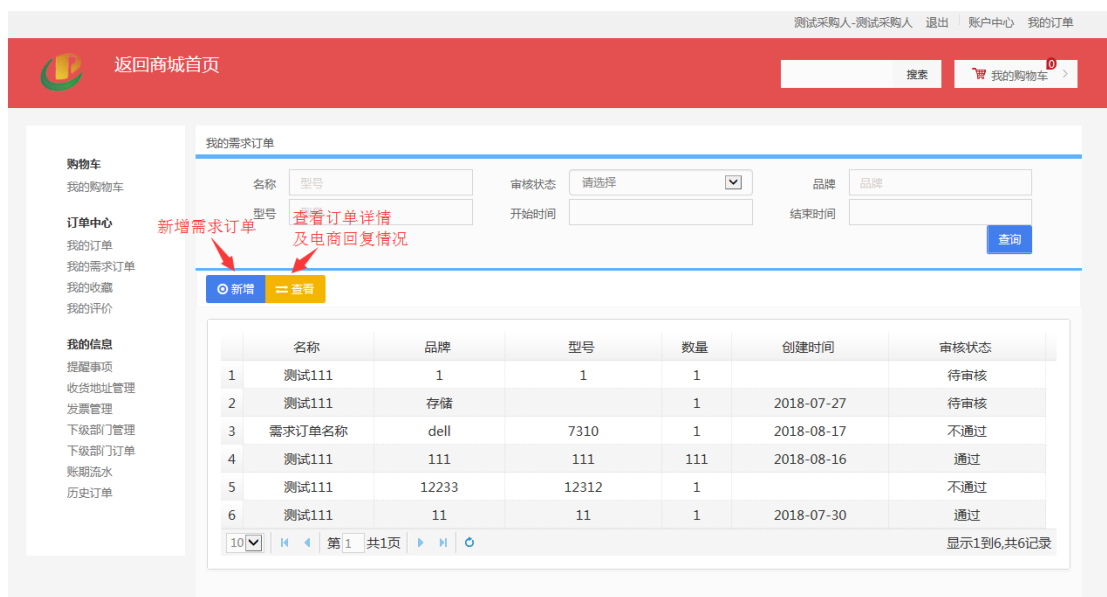 测试采购人-测试采购人 退出 账户中心 我的订单
返回商城首页
搜索
我的购物车 0
购物车
我的购物车
订单中心
我的订单
我的需求订单
我的收藏
我的评价
我的信息
提醒事项
收货地址管理
发票管理
下级部门管理
下级部门订单
账期流水
历史订单
我的需求订单
名称 型号 审核状态 请选择 品牌 品牌
型号 开始时间 结束时间
新增需求订单
查看订单详情
及电商回复情况
查询
新增 查看
名称 品牌 型号 数量 创建时间 审核状态
1 测试111 1 1 1 待审核
2 测试111 存储 1 2018-07-27 待审核
3 需求订单名称 dell 7310 1 2018-08-17 不通过
4 测试111 111 111 111 2018-08-16 通过
5 测试111 12233 12312 1 不通过
6 测试111 11 11 1 2018-07-30 通过
10 第 1 共1页 显示1到6,共6记录